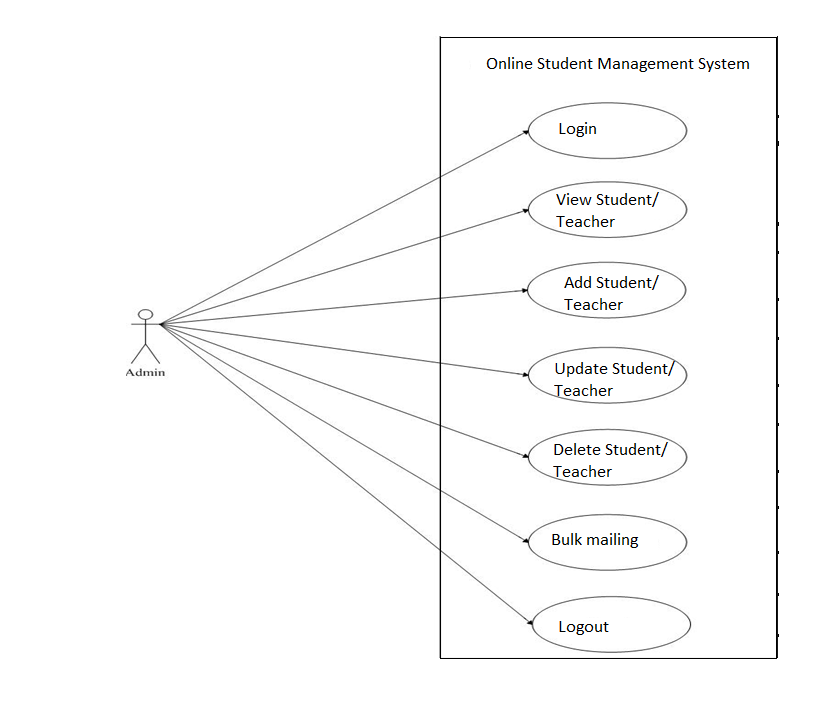 Online Student Management System
Login
View Student/
Teacher
Add Student/
Teacher
Admin
Update Student/
Teacher
Delete Student/
Teacher
Bulk mailing
Logout